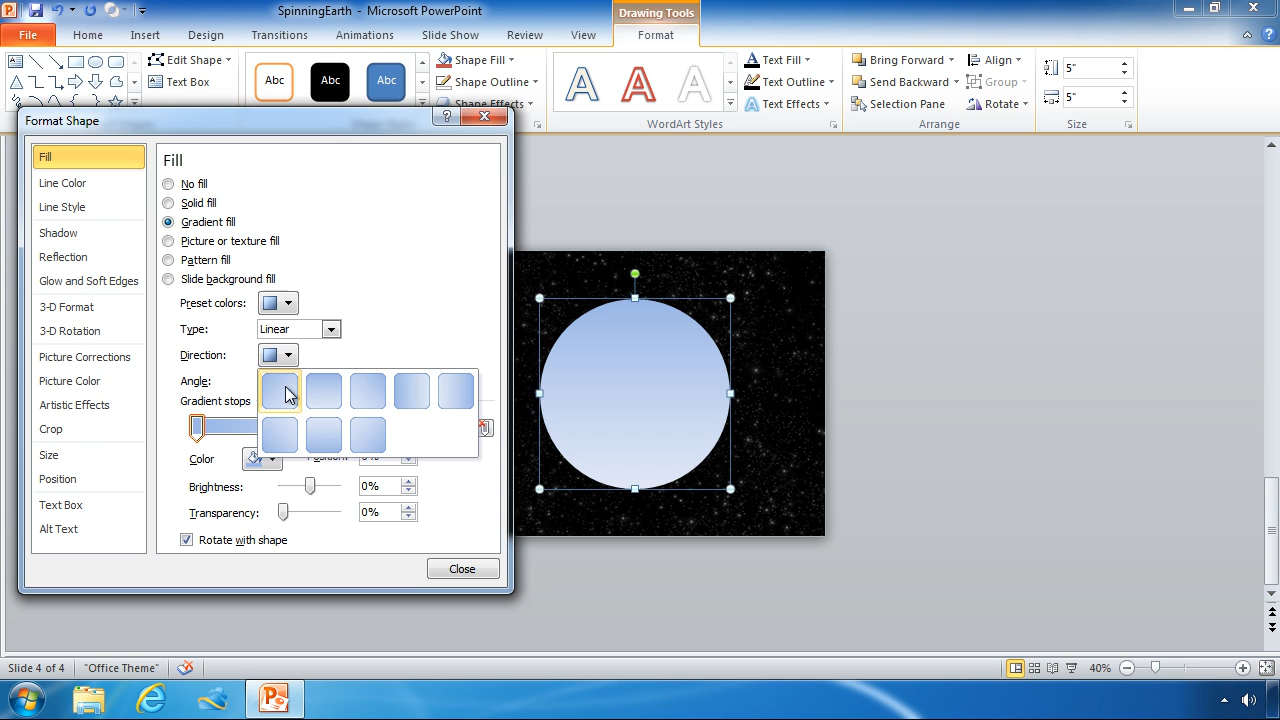 SpinningEarth - Microsoft PowerPoint
Drawing Tools
File
Home
Insert
Design
Transitions
Animations
Slide Show
Review
View
Format
Edit Shape
Text Box
Abc
Abc
Abc
Shape Fill
Shape Outline
Shape Effects
A
A
A
WordArt Styles
Text Fill
Text Outline
Text Effects
Bring Forward
Send Backward
Selection Pane
Align
Group
Rotate
Arrange
5"
5"
Size
Format Shape
Fill
Line Color
Line Style
Shadow
Reflection
Glow and Soft Edges
3-D Format
3-D Rotation
Picture Corrections
Picture Color
Artistic Effects
Crop
Size
Position
Text Box
Alt Text
Fill
No fill
Solid fill
Gradient fill
Picture or texture fill
Pattern fill
Slide background fill
Preset colors:
Type: Linear
Direction:
Angle:
Gradient stops
Color
Position: 0%
Brightness: 0%
Transparency: 0%
Rotate with shape
Close
Slide 4 of 4
"Office Theme"
40%